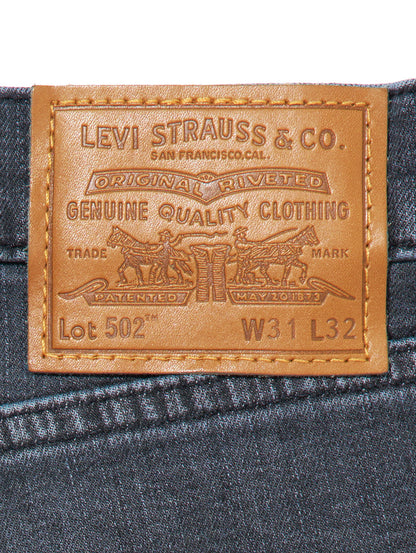 LEVI STRAUSS & CO.
SAN FRANCISCO, CAL.
ORIGINAL RIVETED
GENUINE QUALITY CLOTHING
TRADE MARK
PATENTED MAY 20 1873
Lot 502™ W31 L32